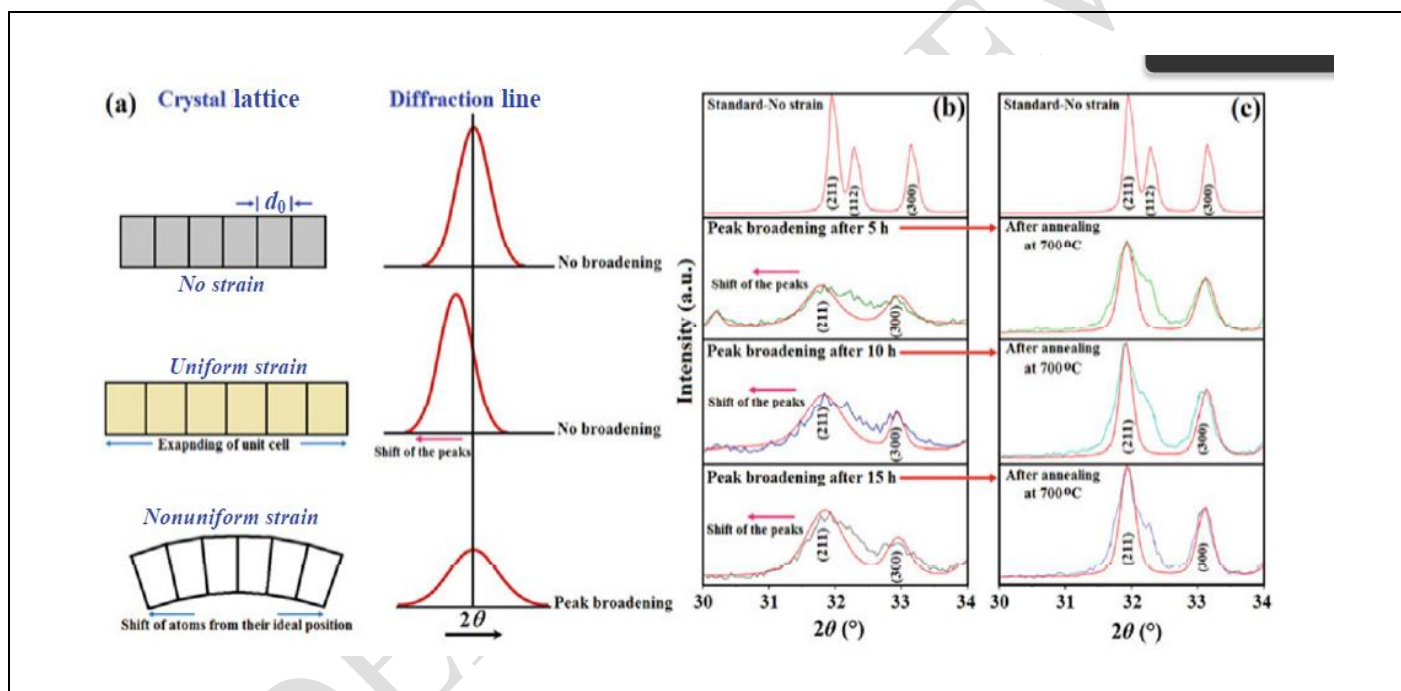 (a) Crystal lattice
Diffraction line
d₀
No strain
No broadening
Uniform strain
Exapnding of unit cell
No broadening
Shift of the peaks
Nonuniform strain
Shift of atoms from their ideal position
Peak broadening
2θ
Intensity (a.u.)
Standard-No strain
(b)
(211)
(112)
(300)
Peak broadening after 5 h
Shift of the peaks
(211)
(300)
Peak broadening after 10 h
Shift of the peaks
(211)
(300)
Peak broadening after 15 h
Shift of the peaks
(211)
(300)
30 31 32 33 34
2θ (°)
Standard-No strain
(c)
(211)
(112)
(300)
After annealing
at 700⁰C
After annealing
at 700⁰C
(211)
(300)
After annealing
at 700⁰C
(211)
(300)
30 31 32 33 34
2θ (°)